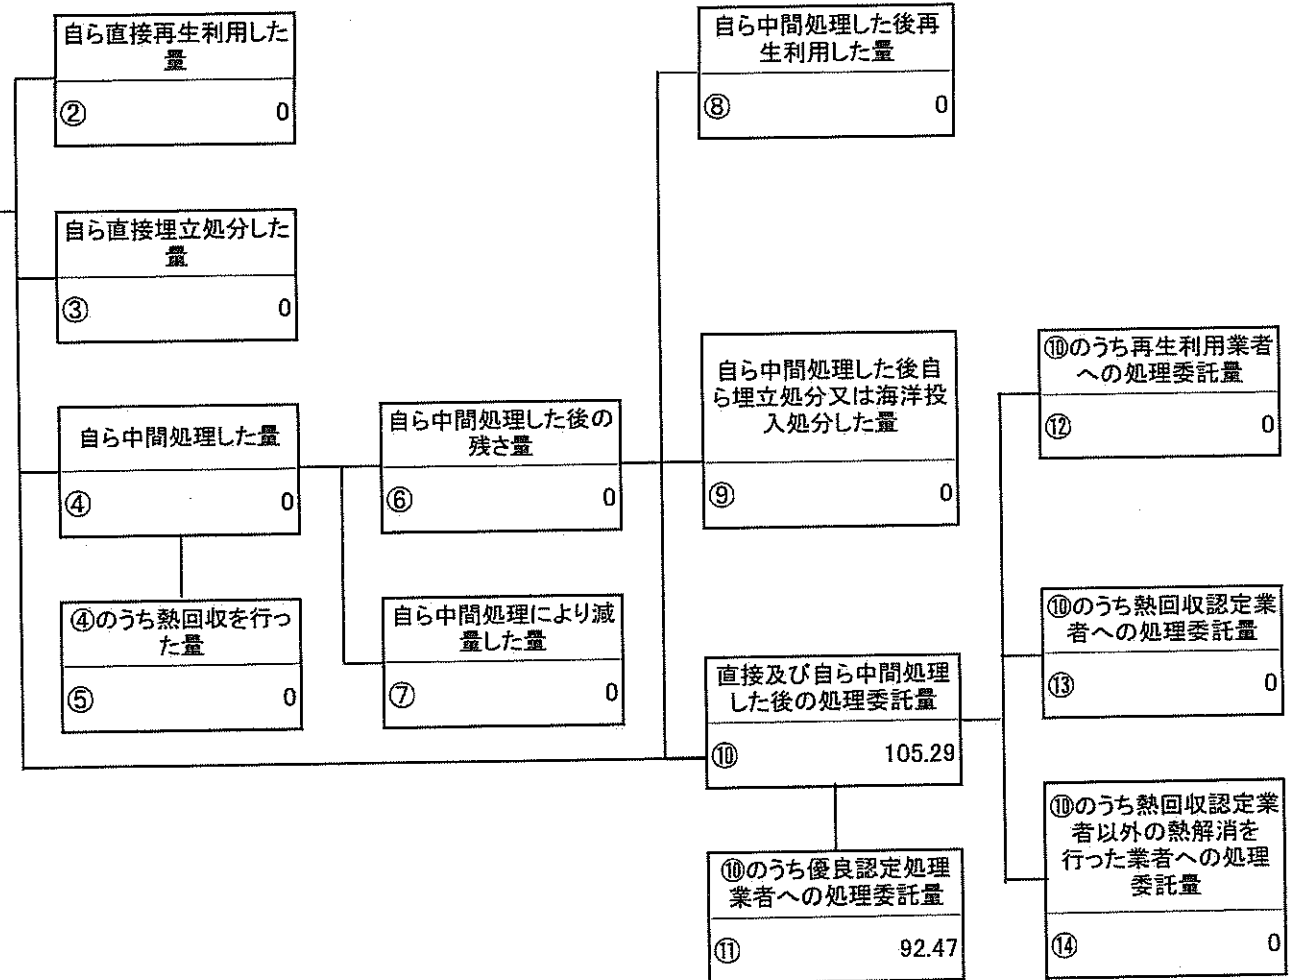 自ら直接再生利用した
量
② 0
自ら直接埋立処分した
量
③ 0
自ら中間処理した量
④ 0
④のうち熱回収を行っ
た量
⑤ 0
自ら中間処理した後の
残さ量
⑥ 0
自ら中間処理により減
量した量
⑦ 0
自ら中間処理した後再
生利用した量
⑧ 0
自ら中間処理した後自
ら埋立処分又は海洋投
入処分した量
⑨ 0
直接及び自ら中間処理
した後の処理委託量
⑩ 105.29
⑩のうち優良認定処理
業者への処理委託量
⑪ 92.47
⑩のうち再生利用業者
への処理委託量
⑫ 0
⑩のうち熱回収認定業
者への処理委託量
⑬ 0
⑩のうち熱回収認定業
者以外の熱解消を
行った業者への処理
委託量
⑭ 0